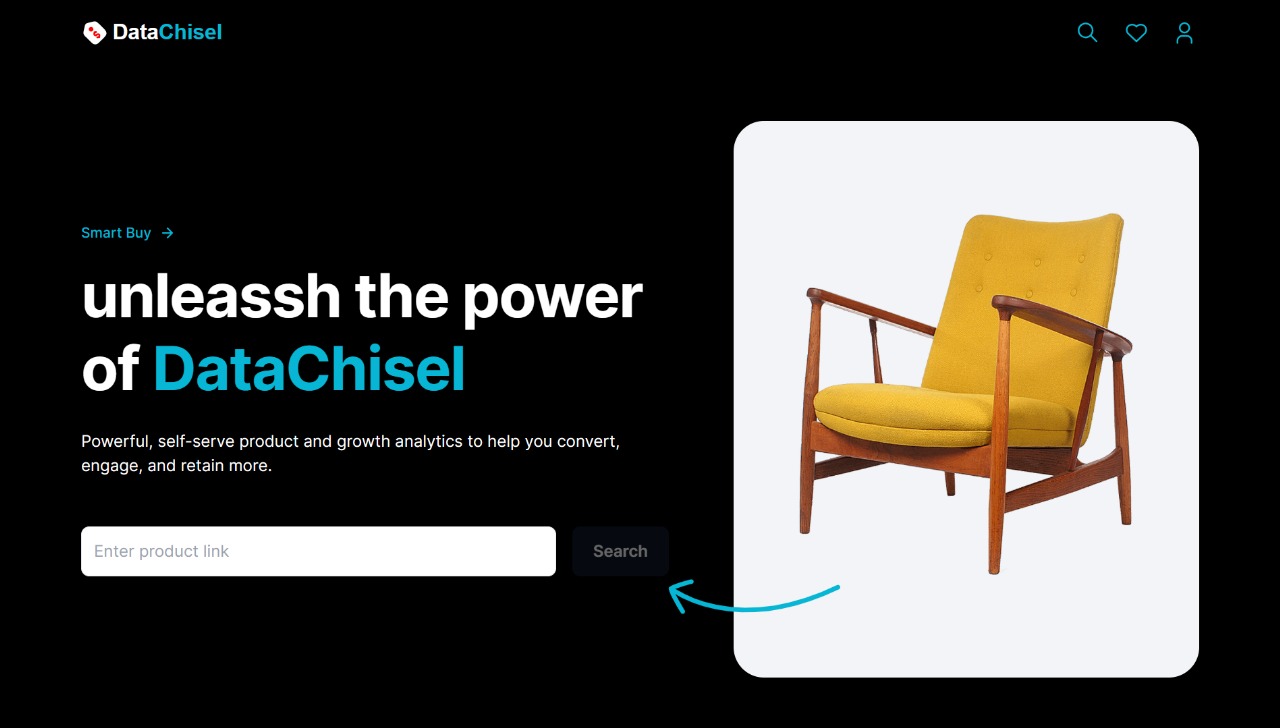 DataChisel
Smart Buy
unleassh the power
of DataChisel
Powerful, self-serve product and growth analytics to help you convert,
engage, and retain more.
Enter product link
Search